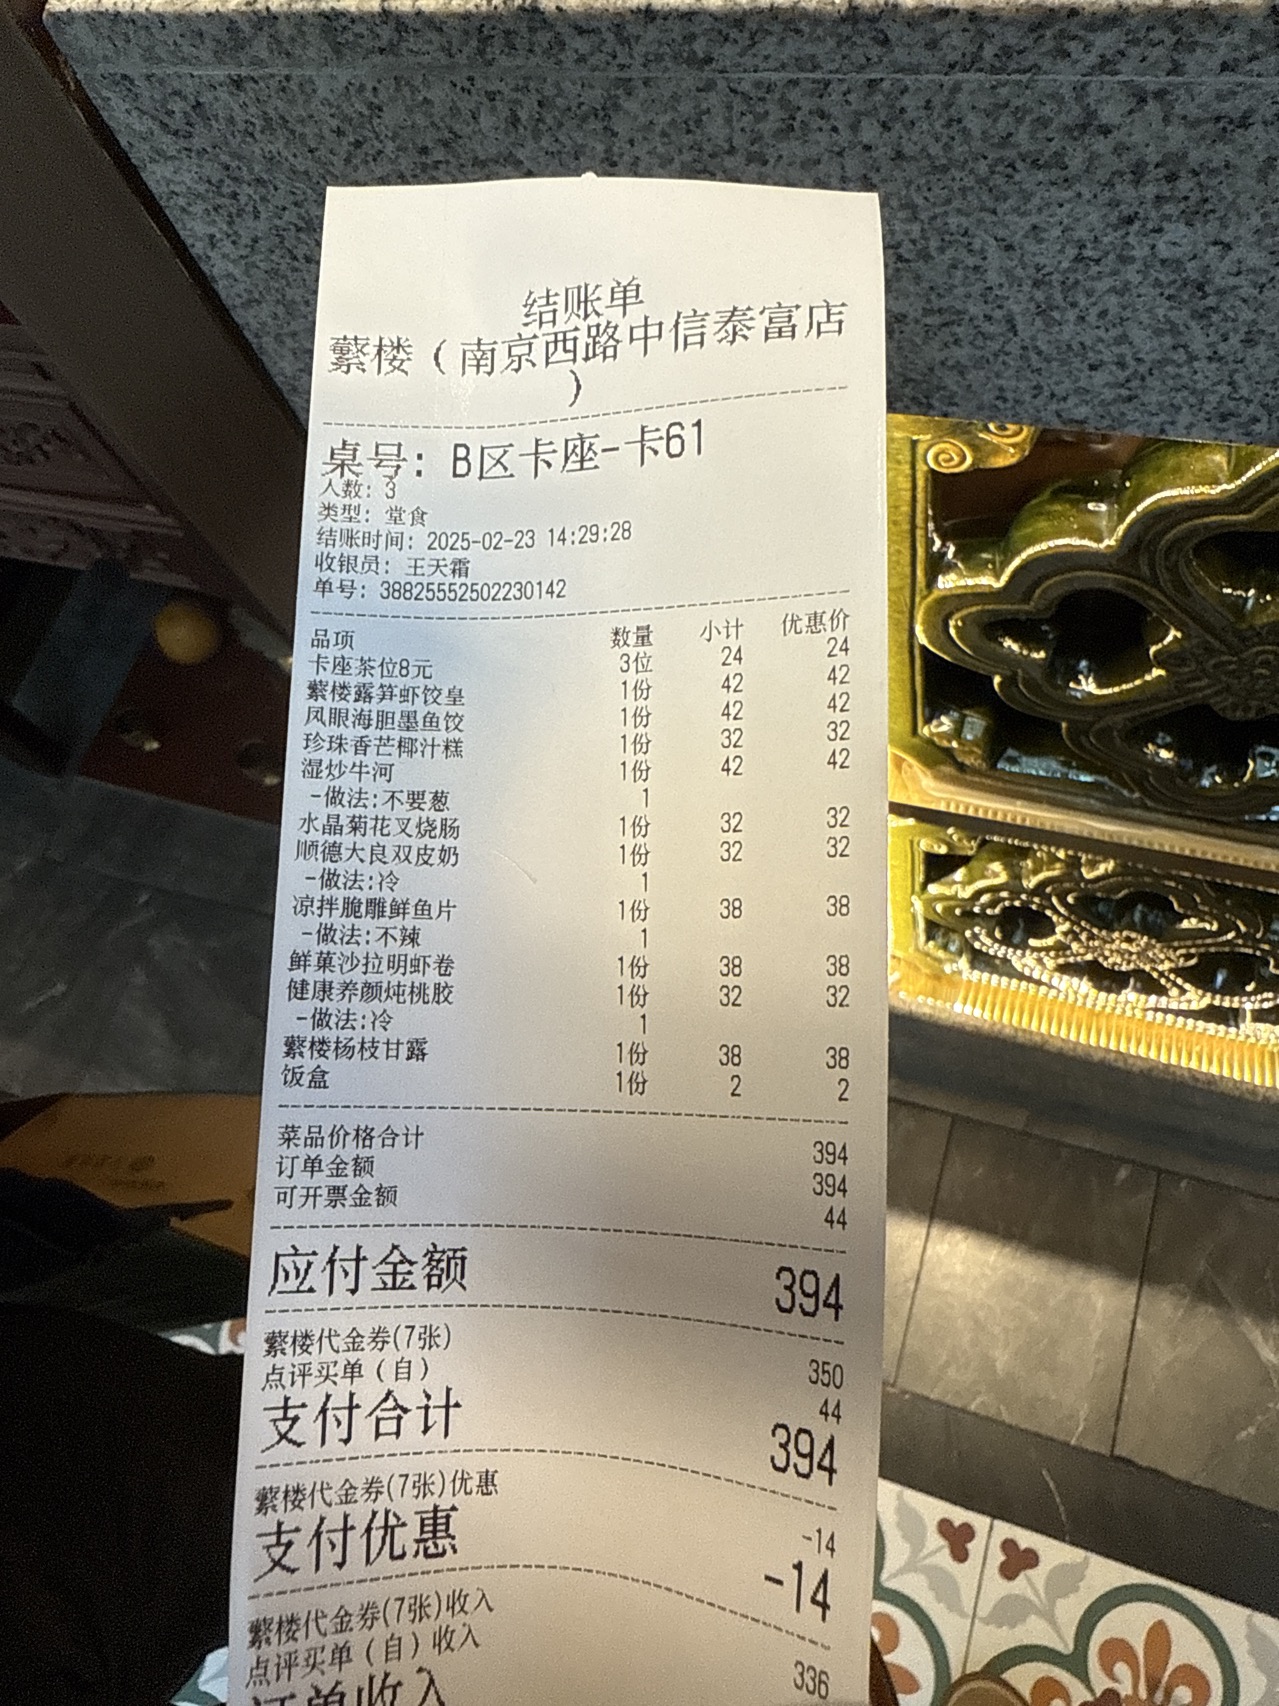 结账单
蘩楼（南京西路中信泰富店
）
桌号：B区卡座-卡61
人数：3
类型：堂食
结账时间：2025-02-23 14:29:28
收银员：王天霜
单号：38825552502230142
品项 数量 小计 优惠价
卡座茶位8元 3位 24 24
蘩楼露笋虾饺皇 1份 42 42
凤眼海胆墨鱼饺 1份 42 42
珍珠香芒椰汁糕 1份 32 32
湿炒牛河 1份 42 42
-做法:不要葱 1
水晶菊花叉烧肠 1份 32 32
顺德大良双皮奶 1份 32 32
-做法:冷 1
凉拌脆雕鲜鱼片 1份 38 38
-做法:不辣 1
鲜菓沙拉明虾卷 1份 38 38
健康养颜炖桃胶 1份 32 32
-做法:冷 1
蘩楼杨枝甘露 1份 38 38
饭盒 1份 2 2
菜品价格合计 394
订单金额 394
可开票金额 44
应付金额 394
蘩楼代金券(7张) 350
点评买单（自） 44
支付合计 394
蘩楼代金券(7张)优惠 -14
支付优惠 -14
蘩楼代金券(7张)收入 336
点评买单（自）收入
订单收入